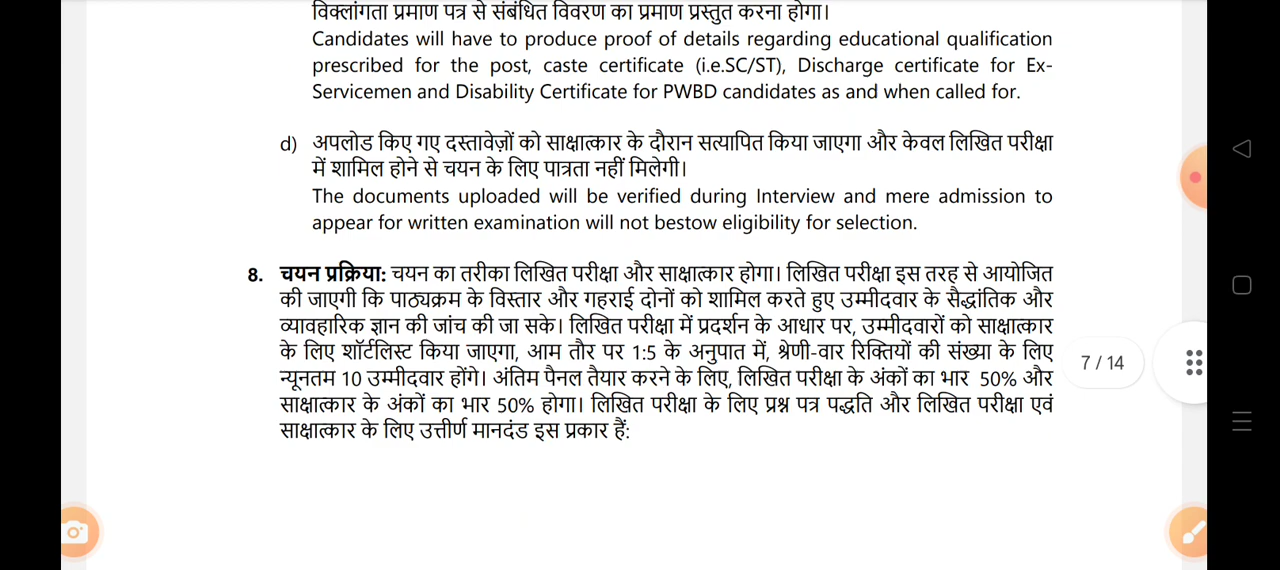 विक्लांगता प्रमाण पत्र से संबंधित विवरण का प्रमाण प्रस्तुत करना होगा।
Candidates will have to produce proof of details regarding educational qualification
prescribed for the post, caste certificate (i.e.SC/ST), Discharge certificate for Ex-
Servicemen and Disability Certificate for PWBD candidates as and when called for.
d) अपलोड किए गए दस्तावेज़ों को साक्षात्कार के दौरान सत्यापित किया जाएगा और केवल लिखित परीक्षा
में शामिल होने से चयन के लिए पात्रता नहीं मिलेगी।
The documents uploaded will be verified during Interview and mere admission to
appear for written examination will not bestow eligibility for selection.
8. चयन प्रक्रिया: चयन का तरीका लिखित परीक्षा और साक्षात्कार होगा। लिखित परीक्षा इस तरह से आयोजित
की जाएगी कि पाठ्यक्रम के विस्तार और गहराई दोनों को शामिल करते हुए उम्मीदवार के सैद्धांतिक और
व्यावहारिक ज्ञान की जांच की जा सके। लिखित परीक्षा में प्रदर्शन के आधार पर, उम्मीदवारों को साक्षात्कार
के लिए शॉर्टलिस्ट किया जाएगा, आम तौर पर 1:5 के अनुपात में, श्रेणी-वार रिक्तियों की संख्या के लिए
न्यूनतम 10 उम्मीदवार होंगे। अंतिम पैनल तैयार करने के लिए, लिखित परीक्षा के अंकों का भार 50% और
साक्षात्कार के अंकों का भार 50% होगा। लिखित परीक्षा के लिए प्रश्न पत्र पद्धति और लिखित परीक्षा एवं
साक्षात्कार के लिए उत्तीर्ण मानदंड इस प्रकार हैं:
7 / 14